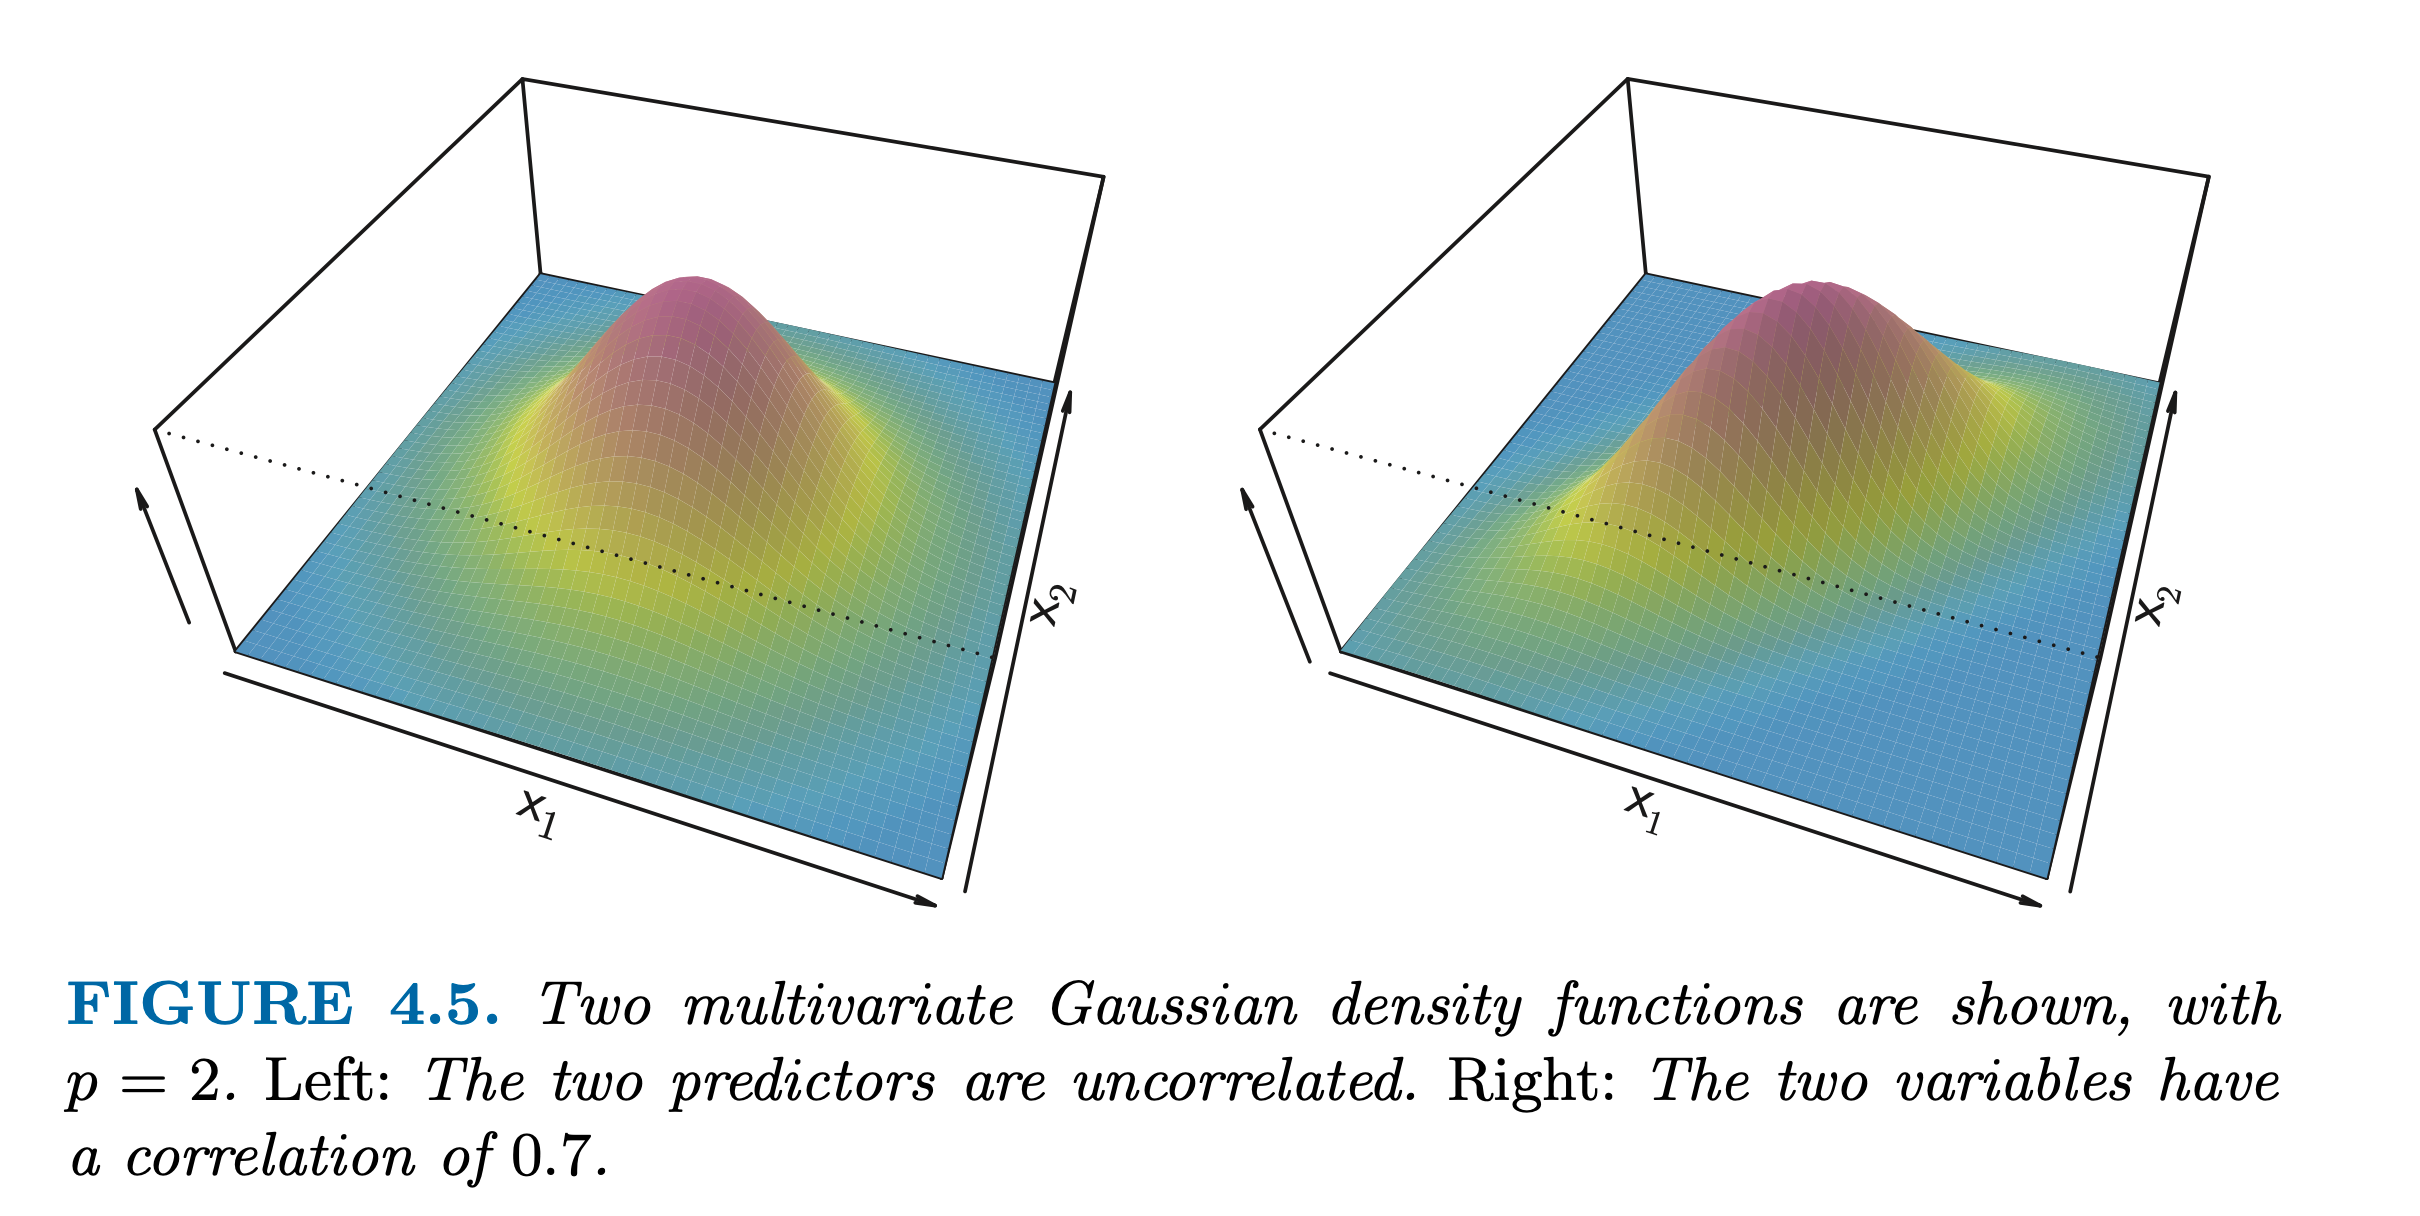 x1
x2
x1
x2
FIGURE 4.5. Two multivariate Gaussian density functions are shown, with
p = 2. Left: The two predictors are uncorrelated. Right: The two variables have
a correlation of 0.7.